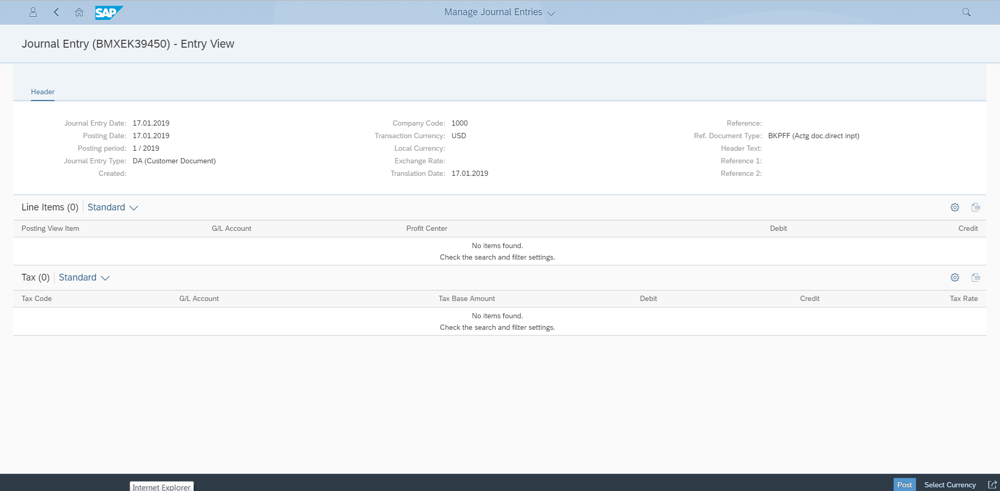 SAP Manage Journal Entries
Journal Entry (BMXEK39450) - Entry View
Header
Journal Entry Date: 17.01.2019 Company Code: 1000 Reference:
Posting Date: 17.01.2019 Transaction Currency: USD Ref. Document Type: BKPFF (Actg doc.direct inpt)
Posting period: 1 / 2019 Local Currency: Header Text:
Journal Entry Type: DA (Customer Document) Exchange Rate: Reference 1:
Created: Translation Date: 17.01.2019 Reference 2:
Line Items (0) Standard
Posting View Item G/L Account Profit Center Debit Credit
No items found.
Check the search and filter settings.
Tax (0) Standard
Tax Code G/L Account Tax Base Amount Debit Credit Tax Rate
No items found.
Check the search and filter settings.
Internet Explorer Post Select Currency